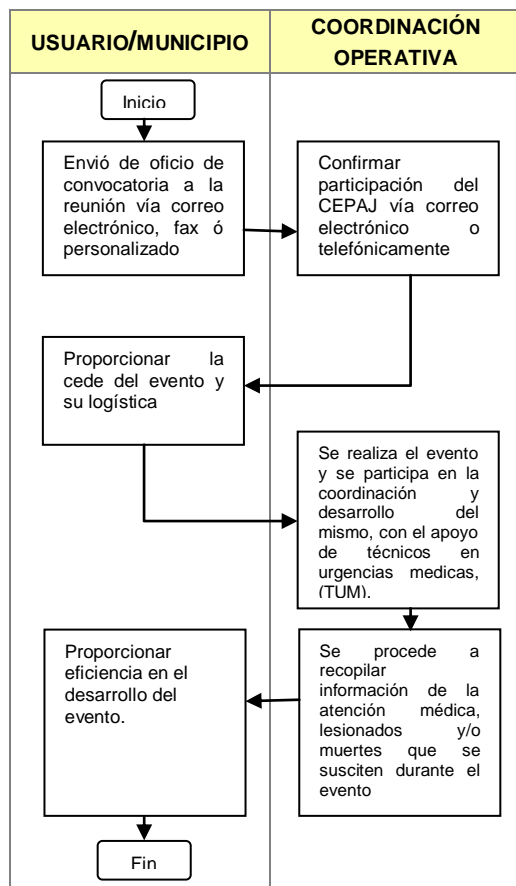 USUARIO/MUNICIPIO
COORDINACIÓN
OPERATIVA
Inicio
Envió de oficio de
convocatoria a la
reunión vía correo
electrónico, fax ó
personalizado
Confirmar
participación del
CEPAJ vía correo
electrónico o
telefónicamente
Proporcionar la
cede del evento y
su logística
Se realiza el evento
y se participa en la
coordinación y
desarrollo del
mismo, con el apoyo
de técnicos en
urgencias medicas,
(TUM).
Se procede a
recopilar
información de la
atención médica,
lesionados y/o
muertes que se
susciten durante el
evento
Proporcionar
eficiencia en el
desarrollo del
evento.
Fin